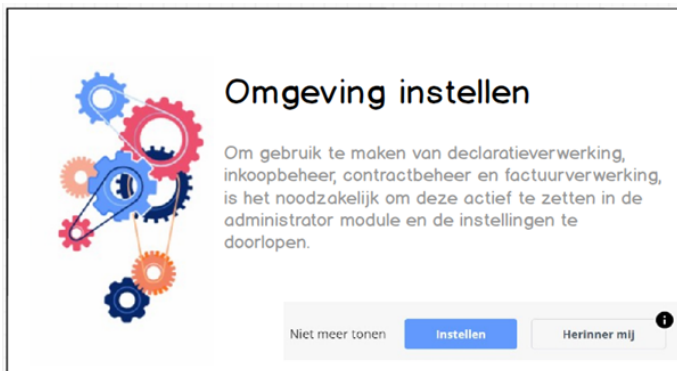 Omgeving instellen
Om gebruik te maken van declaratieverwerking,
inkoopbeheer, contractbeheer en factuurverwerking,
is het noodzakelijk om deze actief te zetten in de
administrator module en de instellingen te
doorlopen.
Niet meer tonen Instellen Herinner mij